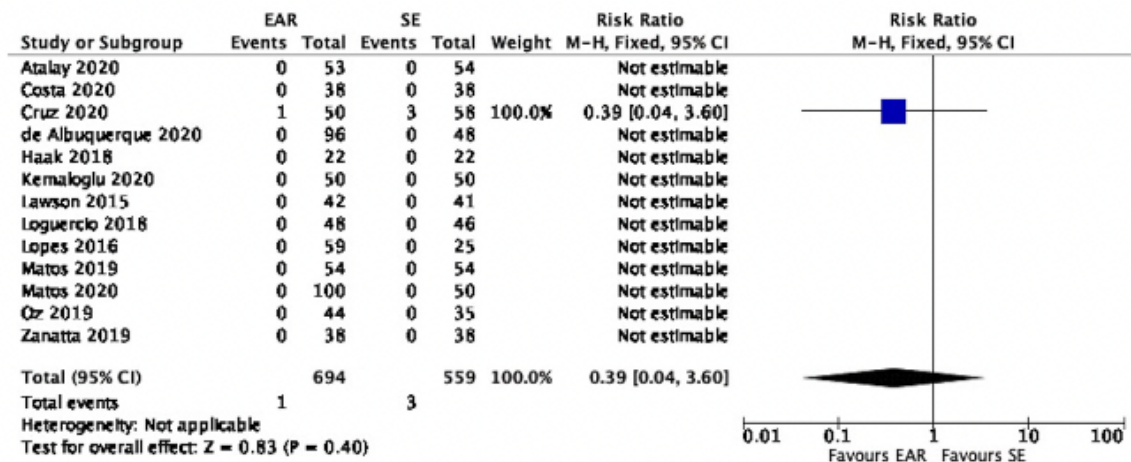 EAR SE Risk Ratio Risk Ratio
Study or Subgroup Events Total Events Total Weight M-H, Fixed, 95% CI M-H, Fixed, 95% CI
Atalay 2020 0 53 0 54 Not estimable
Costa 2020 0 38 0 38 Not estimable
Cruz 2020 1 50 3 58 100.0% 0.39 [0.04, 3.60]
de Albuquerque 2020 0 96 0 48 Not estimable
Haak 2018 0 22 0 22 Not estimable
Kemaloglu 2020 0 50 0 50 Not estimable
Lawson 2015 0 42 0 41 Not estimable
Loguercio 2018 0 48 0 46 Not estimable
Lopes 2016 0 59 0 25 Not estimable
Matos 2019 0 54 0 54 Not estimable
Matos 2020 0 100 0 50 Not estimable
Oz 2019 0 44 0 35 Not estimable
Zanatta 2019 0 38 0 38 Not estimable
Total (95% CI) 694 559 100.0% 0.39 [0.04, 3.60]
Total events 1 3
Heterogeneity: Not applicable
Test for overall effect: Z = 0.83 (P = 0.40)
0.01 0.1 1 10 100
Favours EAR Favours SE